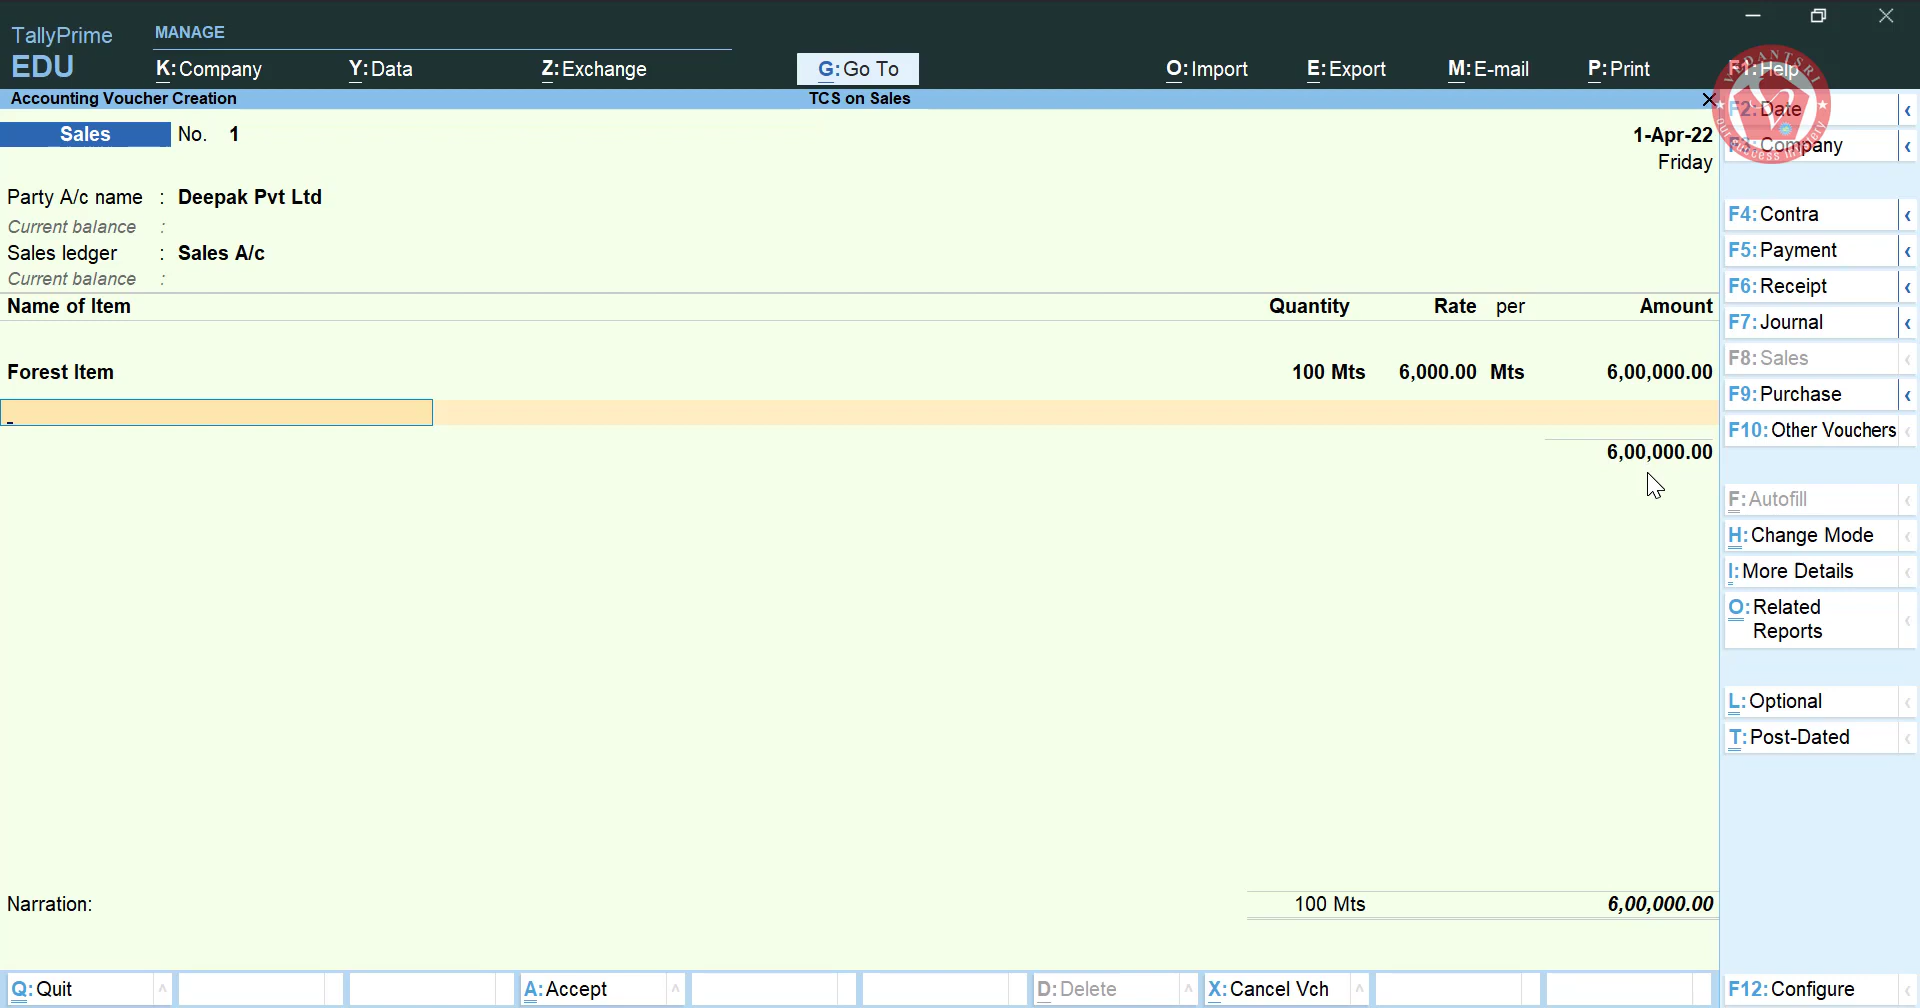 TallyPrime
EDU
MANAGE
K: Company
Y: Data
Z: Exchange
G: Go To
O: Import
E: Export
M: E-mail
P: Print
F1: Help
Accounting Voucher Creation
TCS on Sales
Sales No. 1
1-Apr-22
Friday
Party A/c name : Deepak Pvt Ltd
Current balance :
Sales ledger : Sales A/c
Current balance :
Name of Item Quantity Rate per Amount
Forest Item 100 Mts 6,000.00 Mts 6,00,000.00
6,00,000.00
Narration: 100 Mts 6,00,000.00
F2: Date
Company
F4: Contra
F5: Payment
F6: Receipt
F7: Journal
F8: Sales
F9: Purchase
F10: Other Vouchers
F: Autofill
H: Change Mode
I: More Details
O: Related
Reports
L: Optional
T: Post-Dated
Q: Quit
A: Accept
D: Delete
X: Cancel Vch
F12: Configure